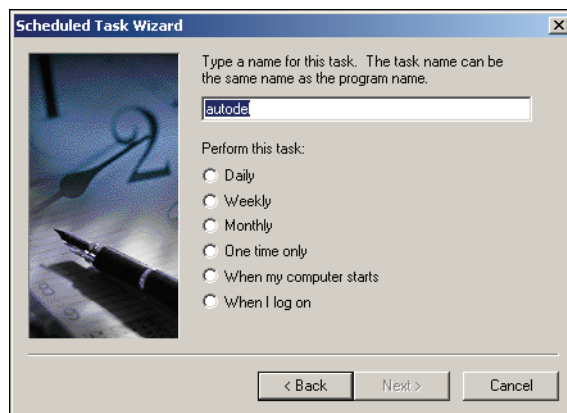 Scheduled Task Wizard
Type a name for this task. The task name can be
the same name as the program name.
autodel
Perform this task:
Daily
Weekly
Monthly
One time only
When my computer starts
When I log on
< Back
Next >
Cancel